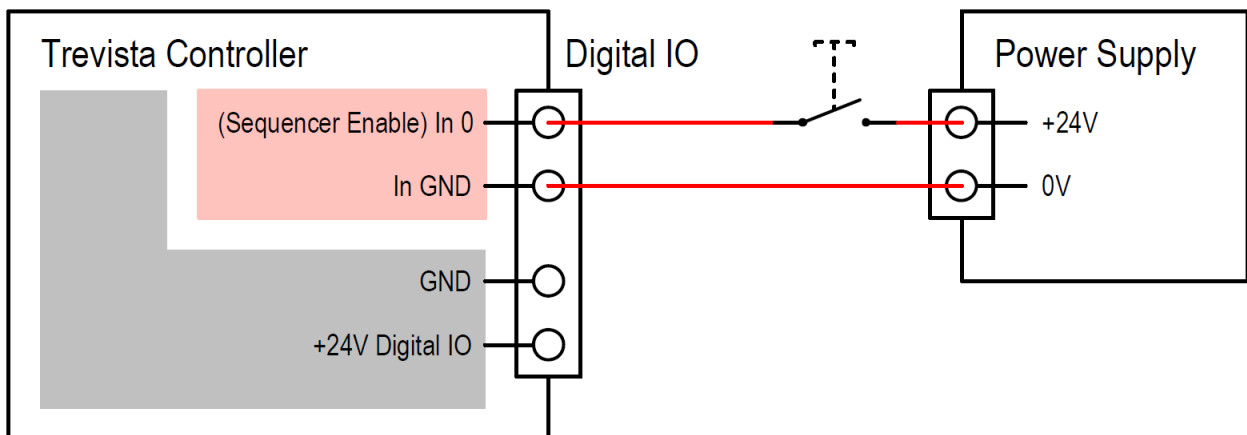 Trevista Controller
Digital IO
Power Supply
(Sequencer Enable) In 0
+24V
In GND
0V
GND
+24V Digital IO